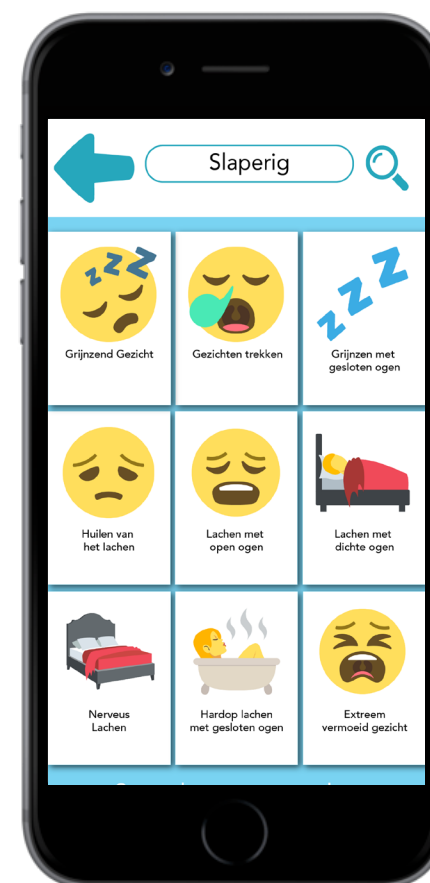 Slaperig
Grijnzend Gezicht
Gezichten trekken
Grijnzen met
gesloten ogen
Huilen van
het lachen
Lachen met
open ogen
Lachen met
dichte ogen
Nerveus
Lachen
Hardop lachen
met gesloten ogen
Extreem
vermoeid gezicht